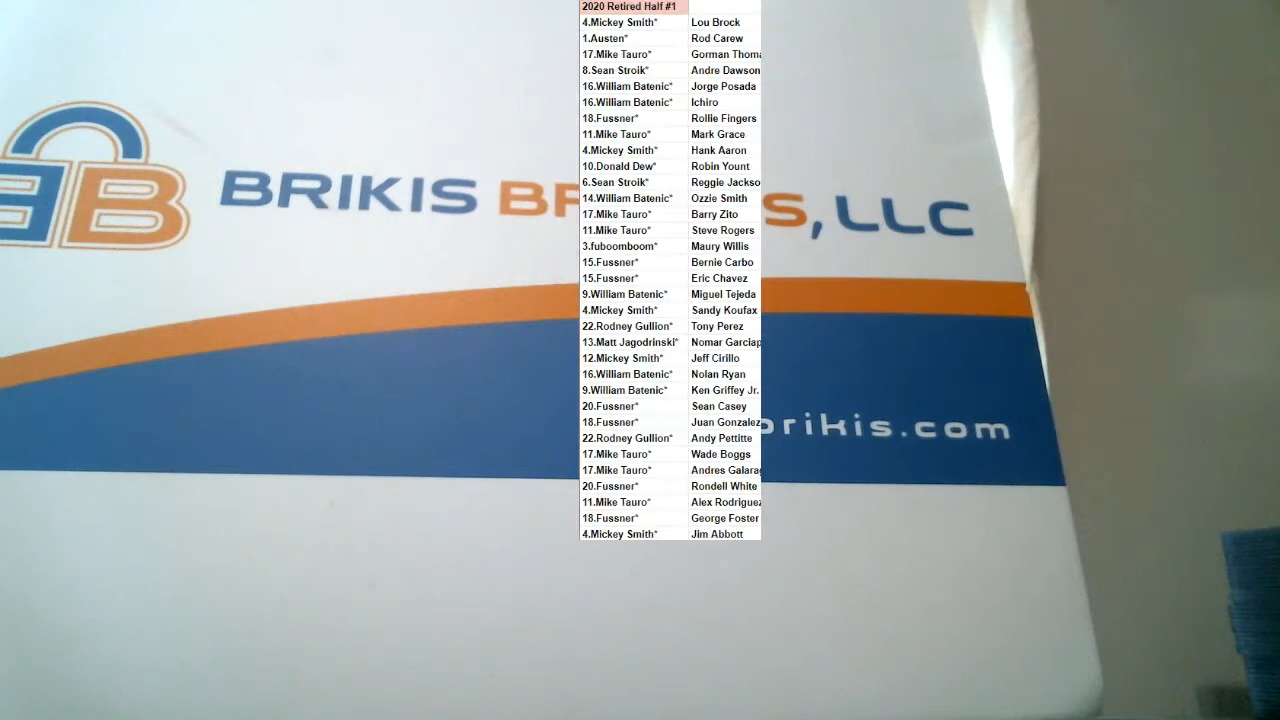 2020 Retired Half #1
4.Mickey Smith* Lou Brock
1.Austen* Rod Carew
17.Mike Tauro* Gorman Thoma
8.Sean Stroik* Andre Dawson
16.William Batenic* Jorge Posada
16.William Batenic* Ichiro
18.Fussner* Rollie Fingers
11.Mike Tauro* Mark Grace
4.Mickey Smith* Hank Aaron
10.Donald Dew* Robin Yount
6.Sean Stroik* Reggie Jackso
14.William Batenic* Ozzie Smith
17.Mike Tauro* Barry Zito
11.Mike Tauro* Steve Rogers
3.fuboomboom* Maury Willis
15.Fussner* Bernie Carbo
15.Fussner* Eric Chavez
9.William Batenic* Miguel Tejeda
4.Mickey Smith* Sandy Koufax
22.Rodney Gullion* Tony Perez
13.Matt Jagodrinski* Nomar Garciap
12.Mickey Smith* Jeff Cirillo
16.William Batenic* Nolan Ryan
9.William Batenic* Ken Griffey Jr.
20.Fussner* Sean Casey
18.Fussner* Juan Gonzalez
22.Rodney Gullion* Andy Pettitte
17.Mike Tauro* Wade Boggs
17.Mike Tauro* Andres Galara
20.Fussner* Rondell White
11.Mike Tauro* Alex Rodriguez
18.Fussner* George Foster
4.Mickey Smith* Jim Abbott
BB
BRIKIS BR S, LLC
brikis.com